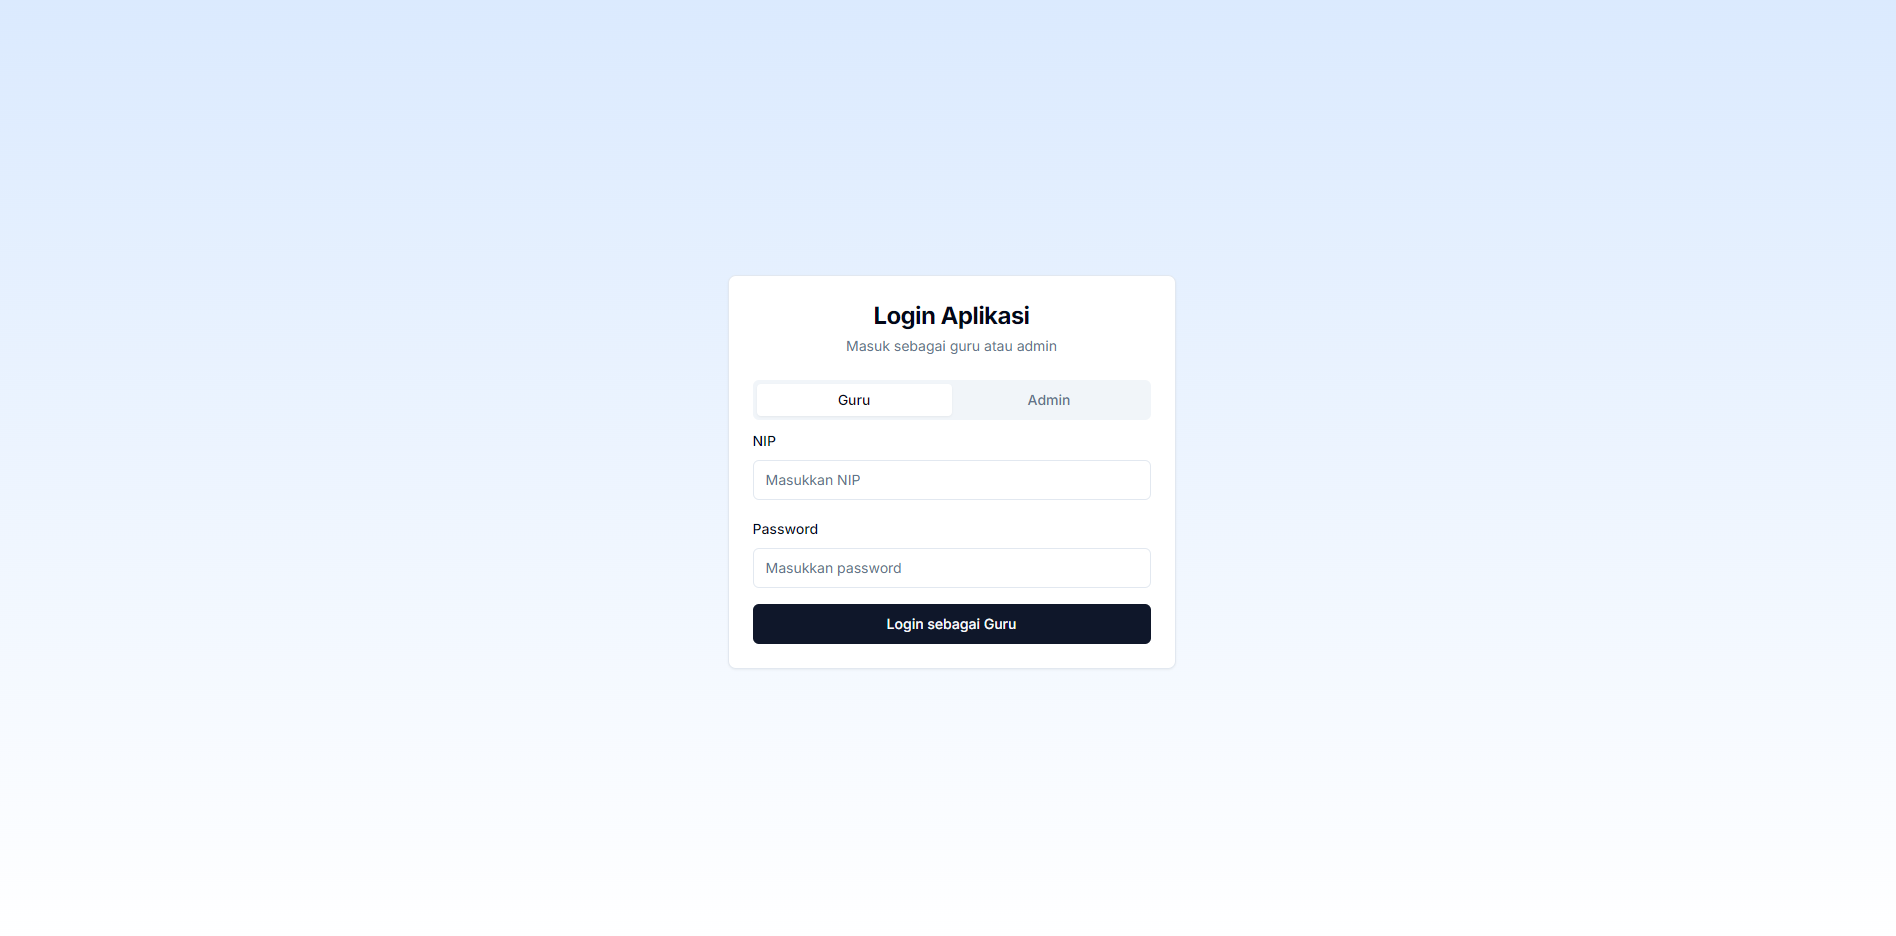 Login Aplikasi
Masuk sebagai guru atau admin
Guru
Admin
NIP
Masukkan NIP
Password
Masukkan password
Login sebagai Guru